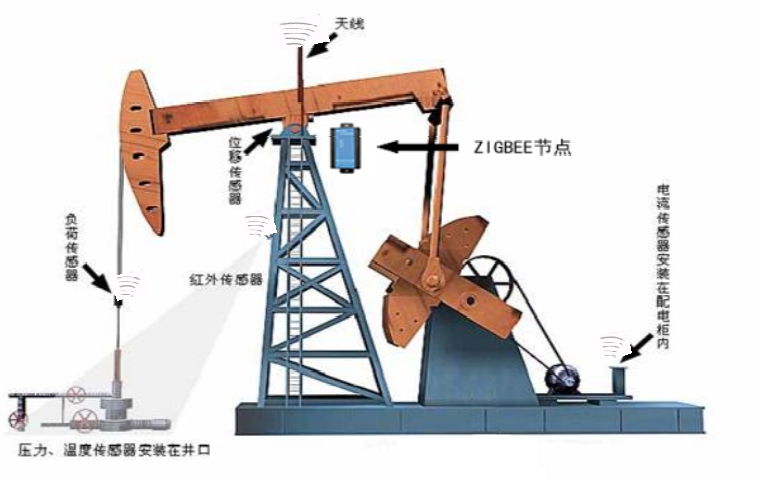 天线
ZIGBEE节点
位移传感器
电流传感器安装在配电柜内
负荷传感器
红外传感器
压力、温度传感器安装在井口